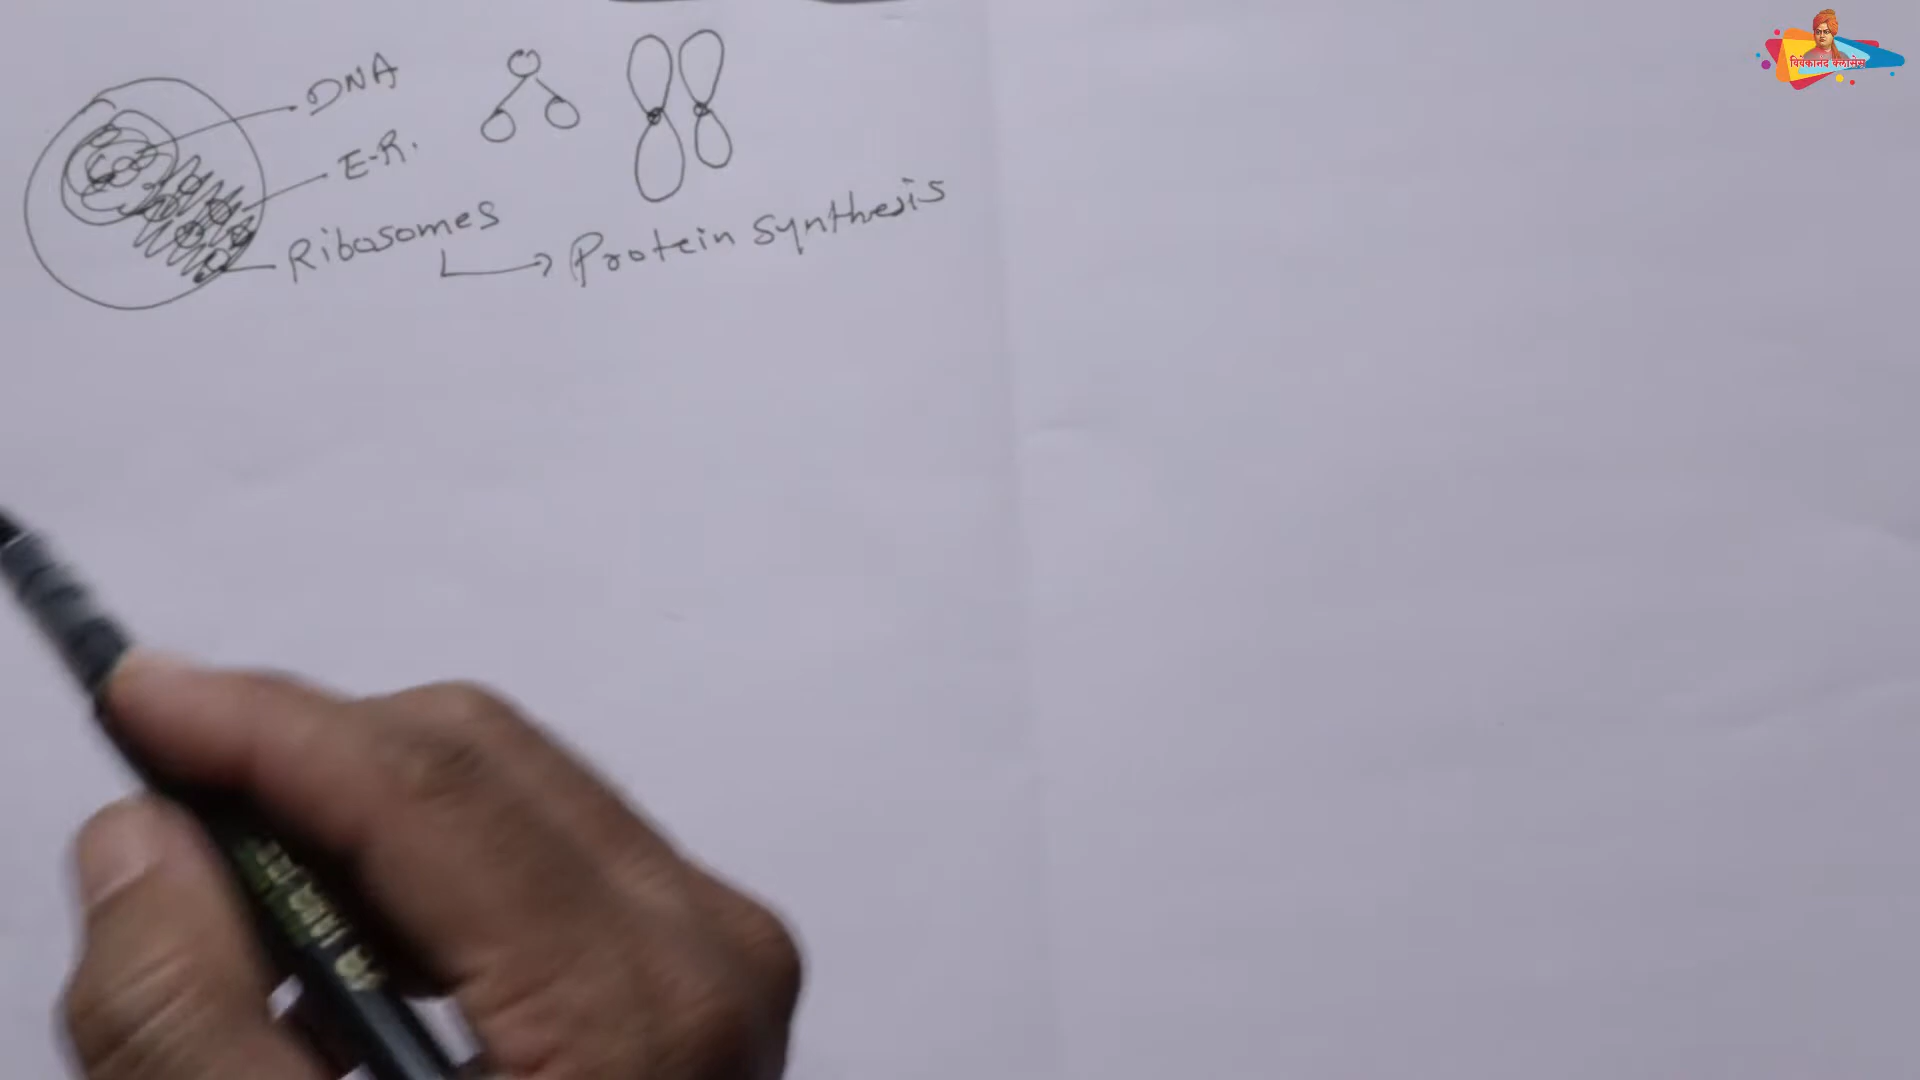 DNA
E-R.
Ribosomes
Protein synthesis
विवेकानंद क्लासेस